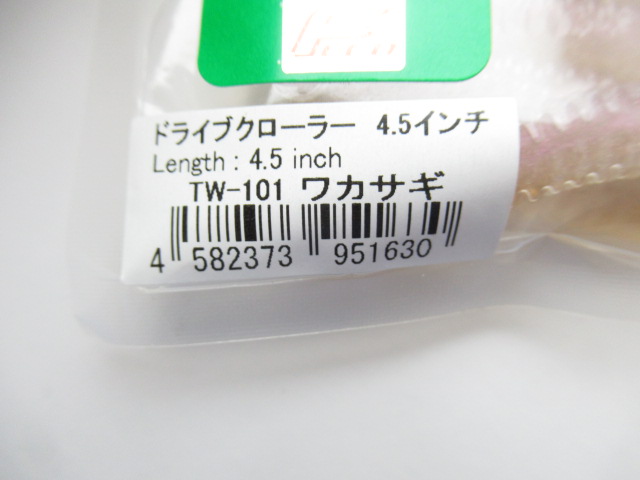 ドライブクローラー 4.5インチ
Length : 4.5 inch
TW-101 ワカサギ
4 582373 951630